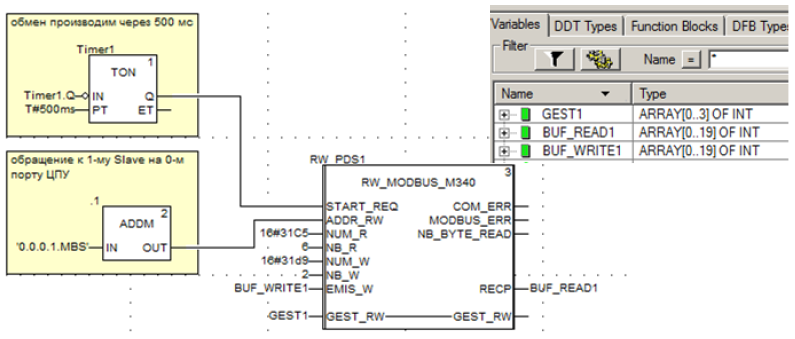 обмен производим через 500 мс
Timer1
1
TON
Timer1.Q IN Q
T#500ms PT ET
обращение к 1-му Slave на 0-м
порту ЦПУ
.1
2
ADDM
'0.0.0.1.MBS' IN OUT
RW_PDS1
3
RW_MODBUS_M340
START_REQ COM_ERR
ADDR_RW MODBUS_ERR
16#31C5 NUM_R NB_BYTE_READ
6 NB_R
16#31d9 NUM_W
2 NB_W
BUF_WRITE1 EMIS_W RECP BUF_READ1
GEST1 GEST_RW GEST_RW
Variables DDT Types Function Blocks DFB Types
Filter
Name = *
Name Type
GEST1 ARRAY[0..3] OF INT
BUF_READ1 ARRAY[0..19] OF INT
BUF_WRITE1 ARRAY[0..19] OF INT